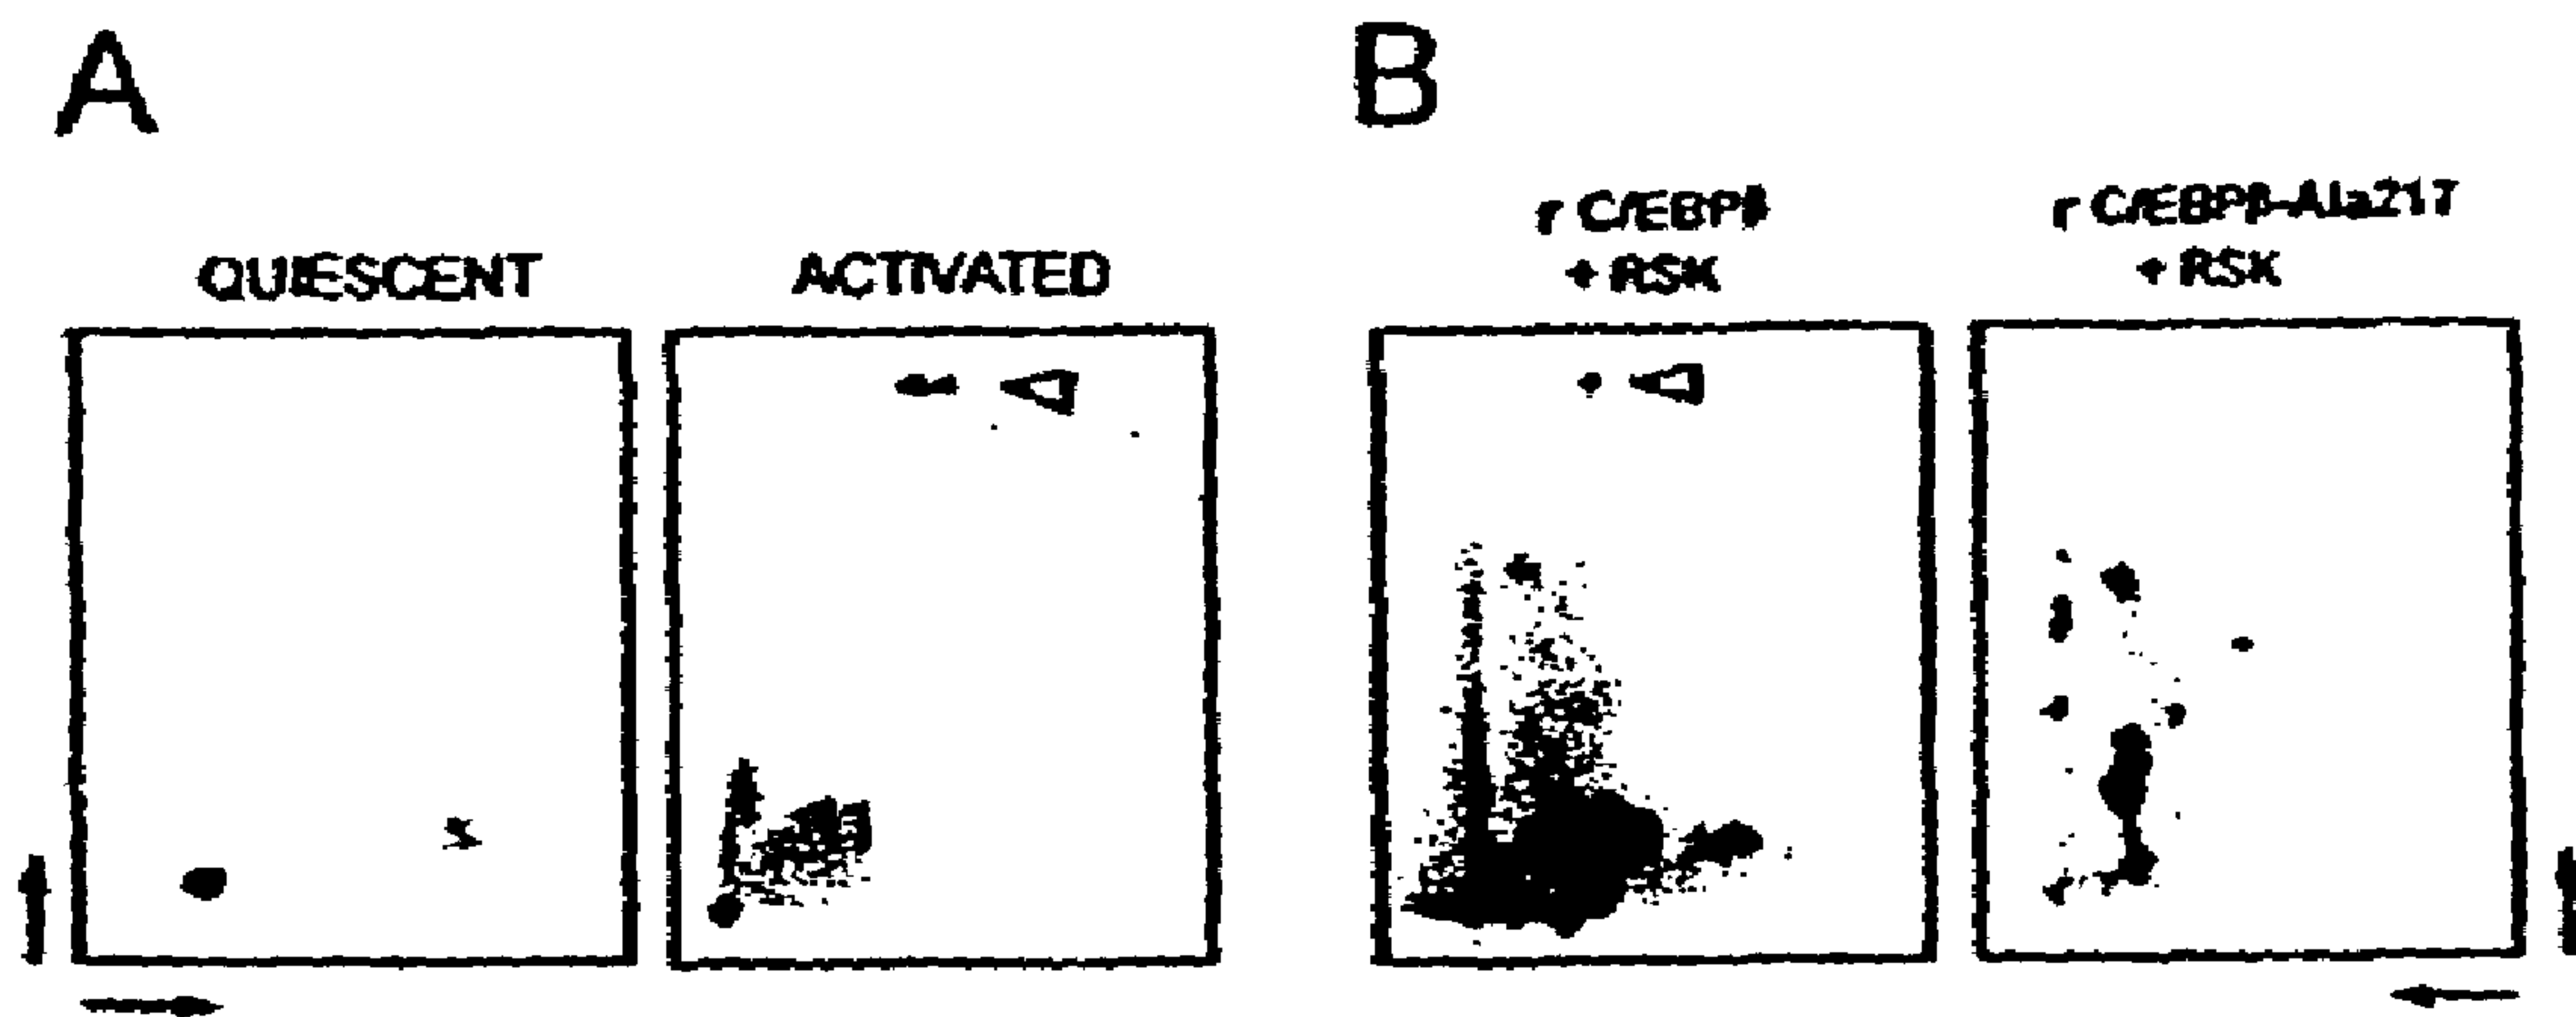 A
B
QUIESCENT
ACTIVATED
r C/EBPβ
+ RSK
r C/EBPβ-Ala217
+ RSK